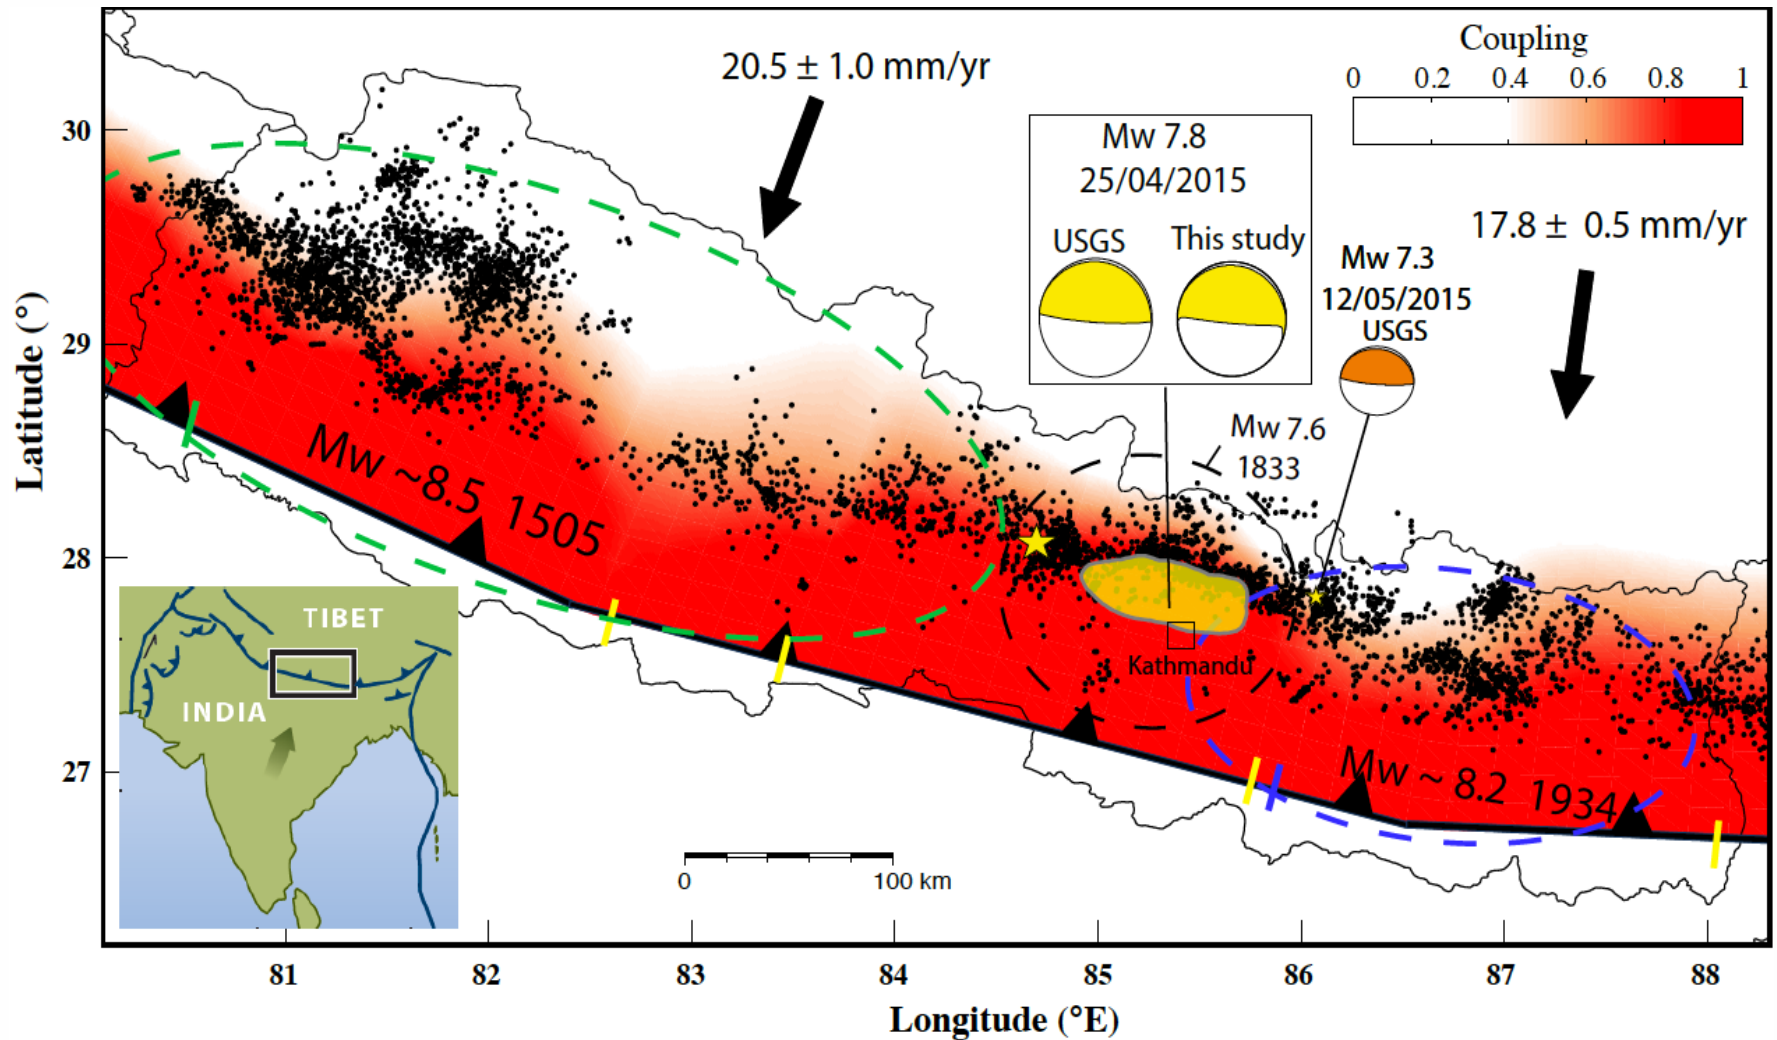 Coupling
0 0.2 0.4 0.6 0.8 1
20.5 ± 1.0 mm/yr
Mw 7.8
25/04/2015
USGS This study
17.8 ± 0.5 mm/yr
Mw 7.3
12/05/2015
USGS
Mw 7.6
1833
Mw ~8.5 1505
Kathmandu
Mw ~ 8.2 1934
TIBET
INDIA
0 100 km
30
29
28
27
Latitude (°)
81 82 83 84 85 86 87 88
Longitude (°E)